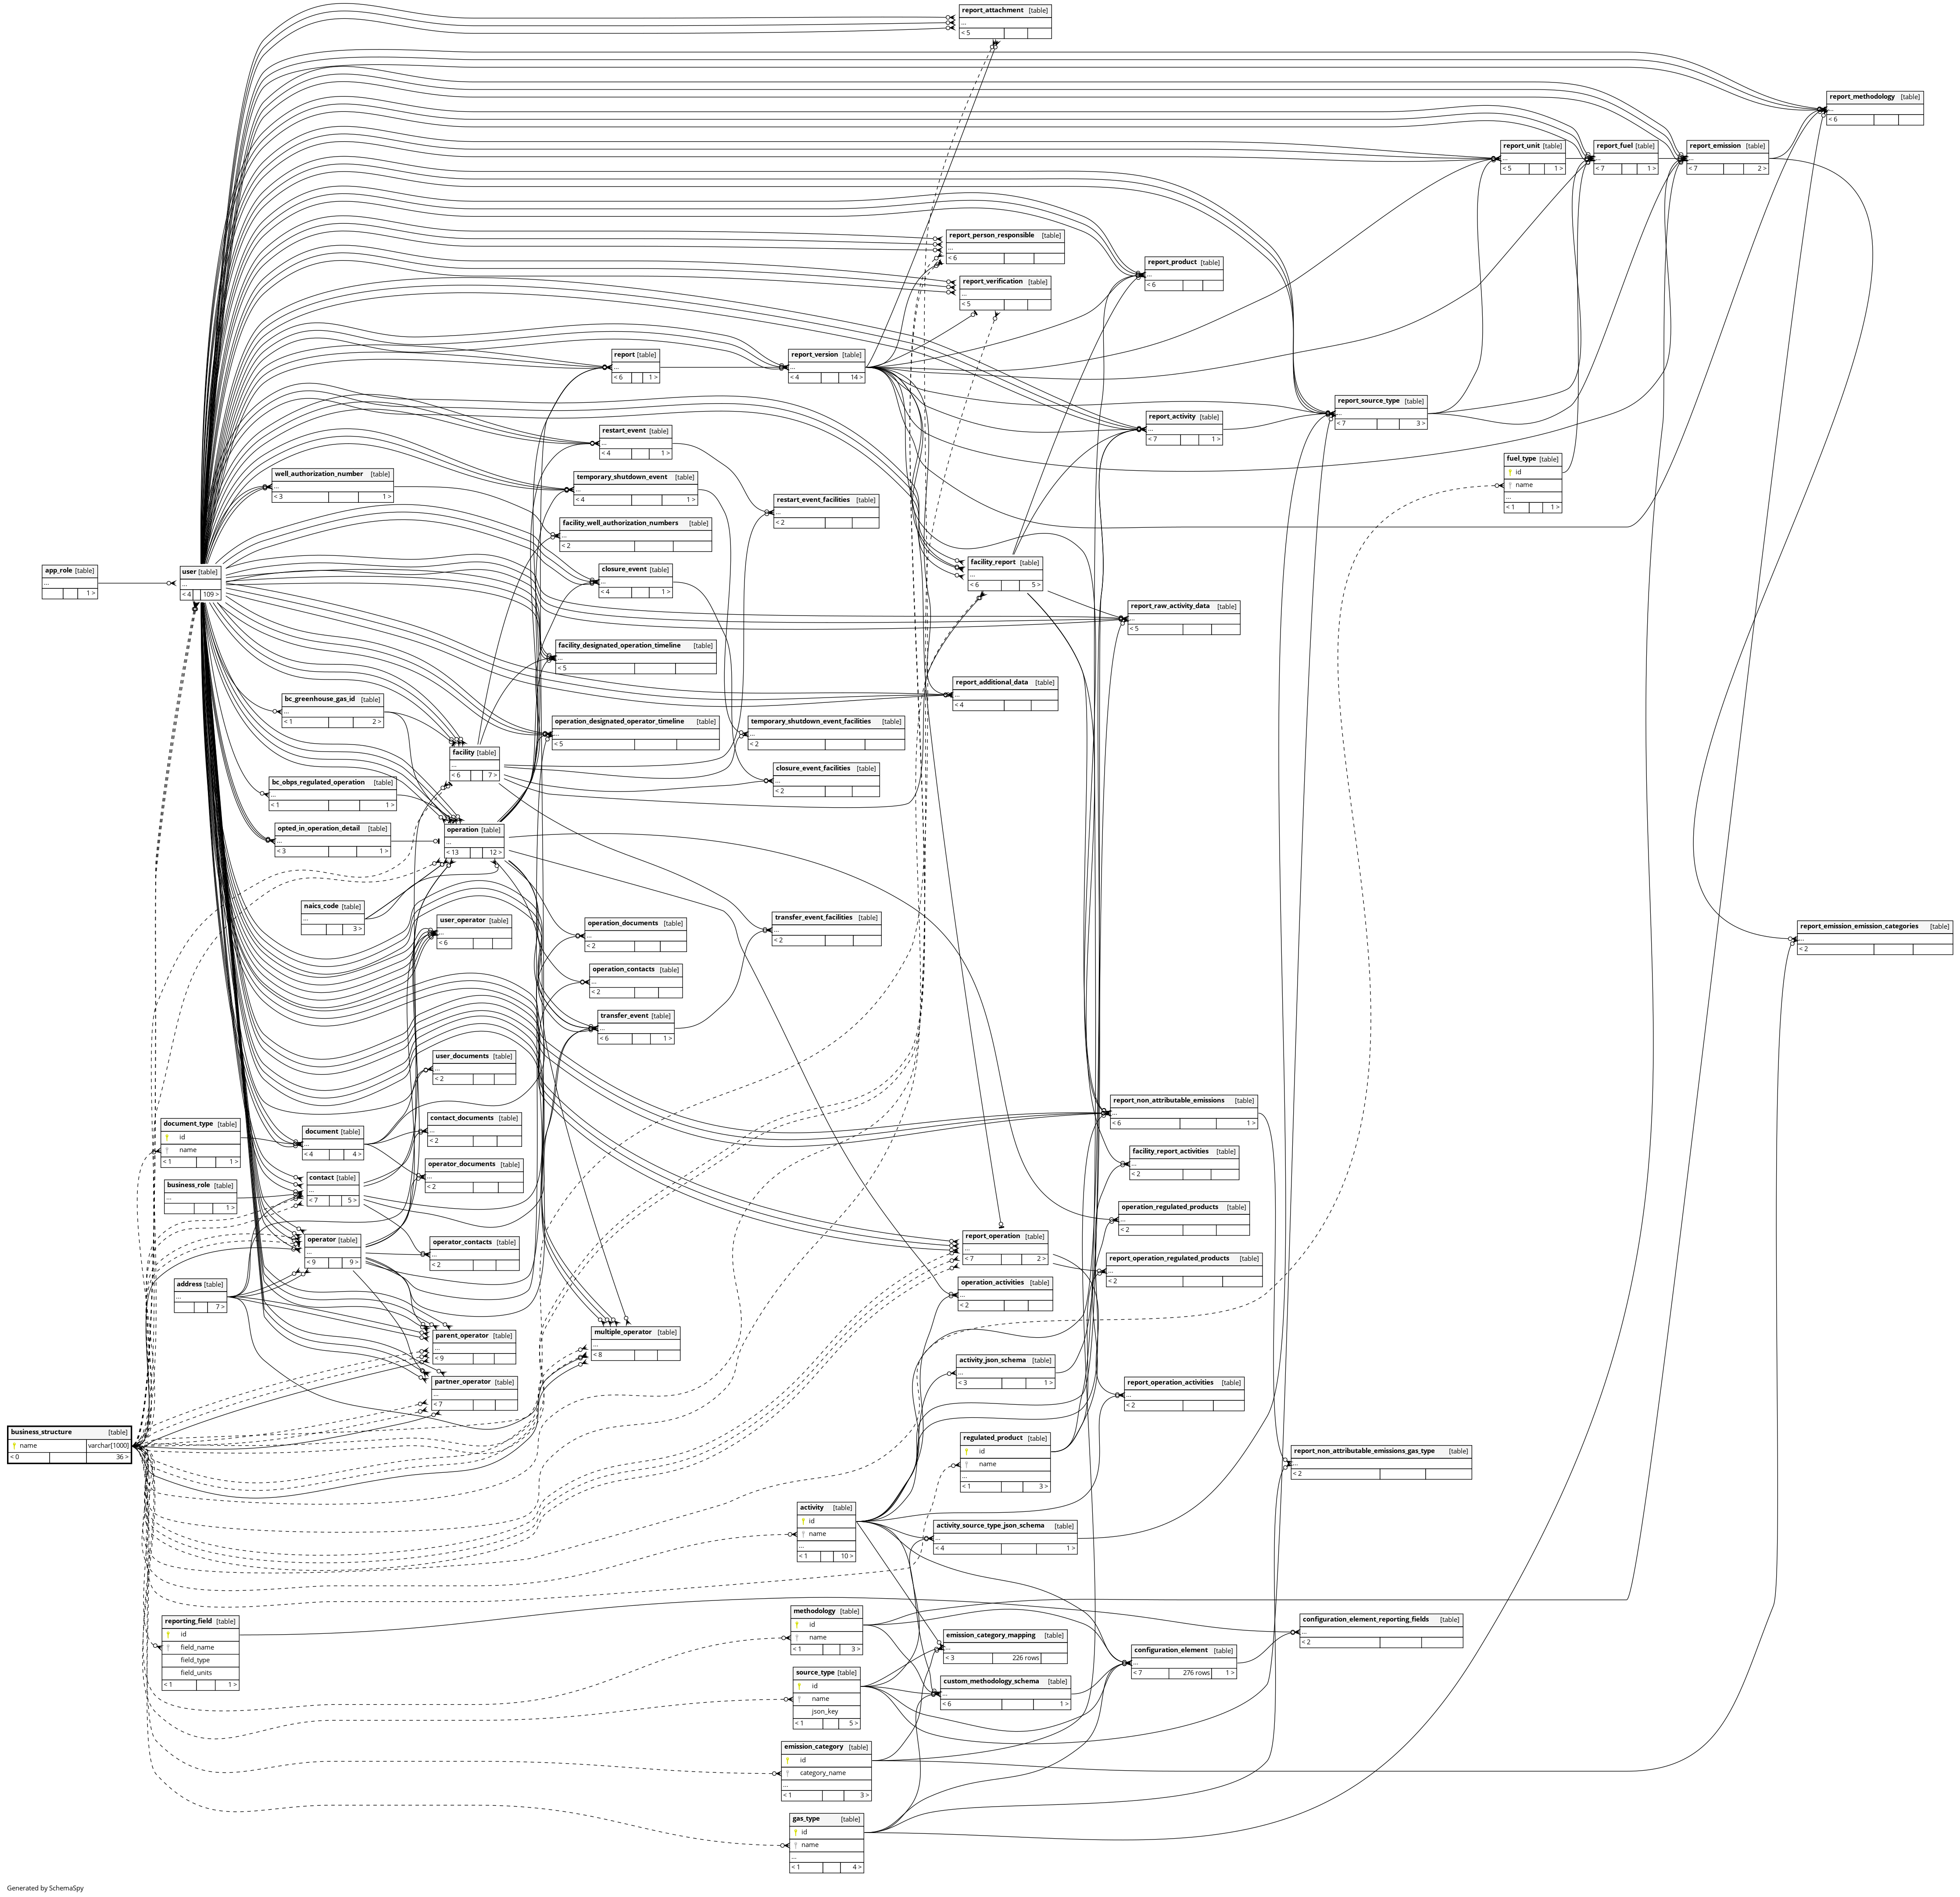 report_attachment [table]
...
< 5
report_methodology [table]
...
< 6
report_unit [table]
...
< 5 1 >
report_fuel [table]
...
< 7 1 >
report_emission [table]
...
< 7 2 >
report_person_responsible [table]
...
< 6
report_product [table]
...
< 6
report_verification [table]
...
< 5
report [table]
...
< 6 1 >
report_version [table]
...
< 4 14 >
report_source_type [table]
...
< 7 3 >
report_activity [table]
...
< 7 1 >
restart_event [table]
...
< 4 1 >
fuel_type [table]
id
name
...
< 1 1 >
well_authorization_number [table]
...
< 3 1 >
temporary_shutdown_event [table]
...
< 4 1 >
restart_event_facilities [table]
...
< 2
facility_well_authorization_numbers [table]
...
< 2
app_role [table]
...
1 >
user [table]
...
< 4 109 >
closure_event [table]
...
< 4 1 >
facility_report [table]
...
< 6 5 >
report_raw_activity_data [table]
...
< 5
facility_designated_operation_timeline [table]
...
< 5
report_additional_data [table]
...
< 4
bc_greenhouse_gas_id [table]
...
< 1 2 >
operation_designated_operator_timeline [table]
...
< 5
temporary_shutdown_event_facilities [table]
...
< 2
facility [table]
...
< 6 7 >
closure_event_facilities [table]
...
< 2
bc_obps_regulated_operation [table]
...
< 1 1 >
opted_in_operation_detail [table]
...
< 3 1 >
operation [table]
...
< 13 12 >
naics_code [table]
...
3 >
user_operator [table]
...
< 6
operation_documents [table]
...
< 2
transfer_event_facilities [table]
...
< 2
report_emission_emission_categories [table]
...
< 2
operation_contacts [table]
...
< 2
transfer_event [table]
...
< 6 1 >
user_documents [table]
...
< 2
report_non_attributable_emissions [table]
...
< 6 1 >
document_type [table]
id
name
< 1 1 >
document [table]
...
< 4 4 >
contact_documents [table]
...
< 2
facility_report_activities [table]
...
< 2
operator_documents [table]
...
< 2
business_role [table]
...
1 >
contact [table]
...
< 7 5 >
operation_regulated_products [table]
...
< 2
operator [table]
...
< 9 9 >
operator_contacts [table]
...
< 2
report_operation [table]
...
< 7 2 >
report_operation_regulated_products [table]
...
< 2
address [table]
...
7 >
operation_activities [table]
...
< 2
parent_operator [table]
...
< 9
multiple_operator [table]
...
< 8
activity_json_schema [table]
...
< 3 1 >
partner_operator [table]
...
< 7
report_operation_activities [table]
...
< 2
business_structure [table]
name varchar[1000]
< 0 36 >
regulated_product [table]
id
name
...
< 1 3 >
report_non_attributable_emissions_gas_type [table]
...
< 2
activity [table]
id
name
...
< 1 10 >
activity_source_type_json_schema [table]
...
< 4 1 >
reporting_field [table]
id
field_name
field_type
field_units
< 1 1 >
methodology [table]
id
name
< 1 3 >
configuration_element_reporting_fields [table]
...
< 2
emission_category_mapping [table]
...
< 3 226 rows
configuration_element [table]
...
< 7 276 rows 1 >
source_type [table]
id
name
json_key
< 1 5 >
custom_methodology_schema [table]
...
< 6 1 >
emission_category [table]
id
category_name
...
< 1 3 >
gas_type [table]
id
name
...
< 1 4 >
Generated by SchemaSpy